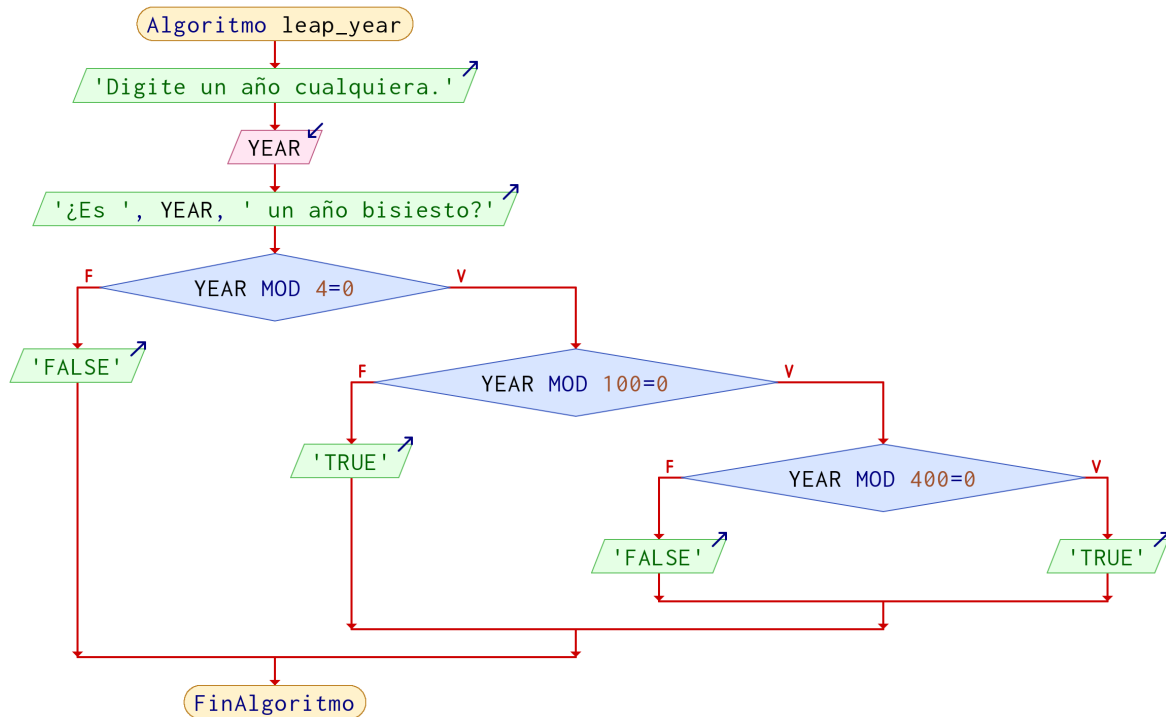 Algoritmo leap_year
'Digite un año cualquiera.'
YEAR
'¿Es ', YEAR, ' un año bisiesto?'
F
YEAR MOD 4=0
V
'FALSE'
F
YEAR MOD 100=0
V
'TRUE'
F
YEAR MOD 400=0
V
'FALSE'
'TRUE'
FinAlgoritmo